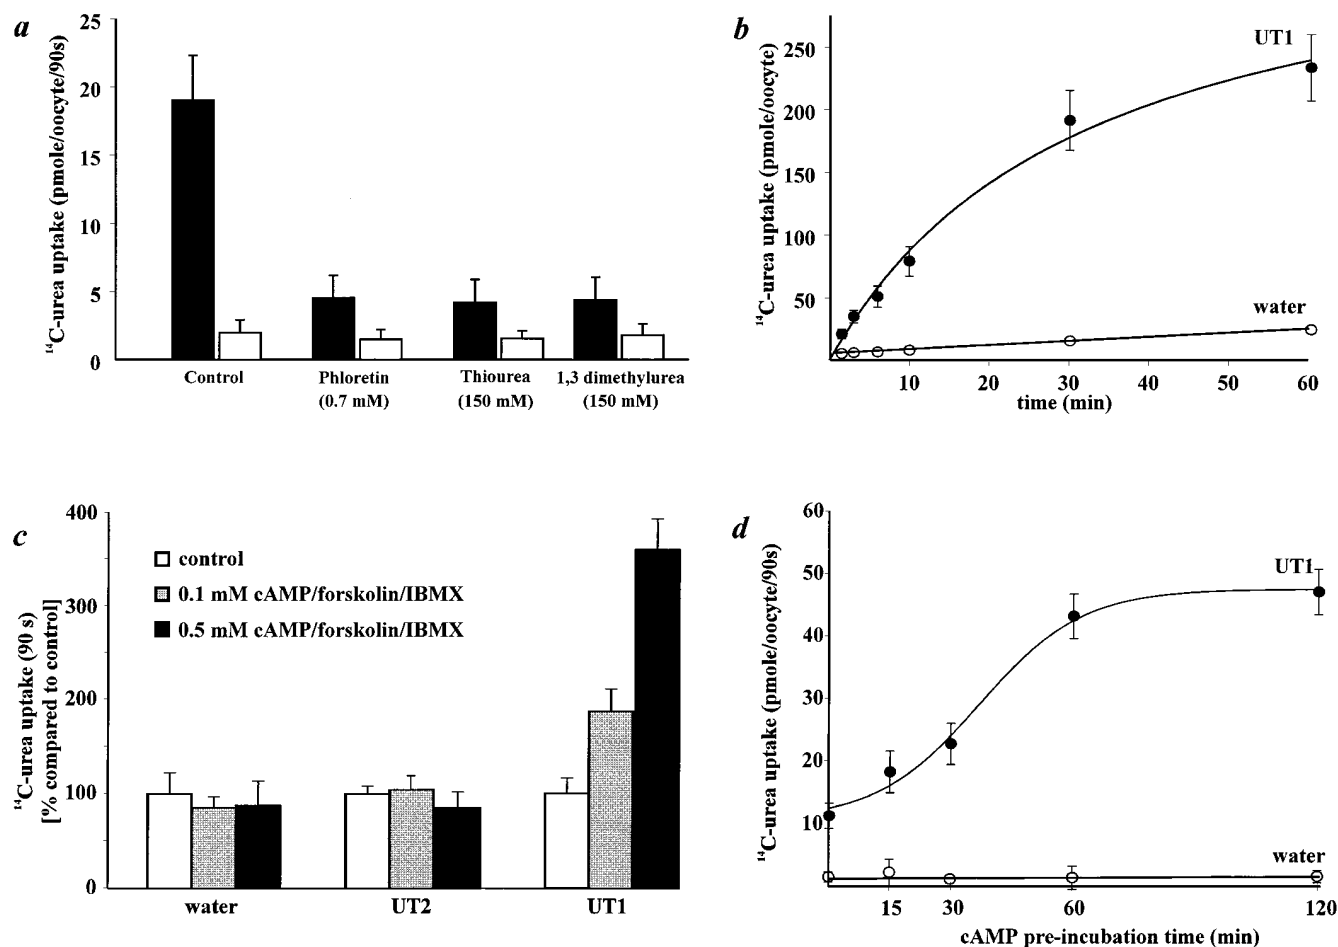 a
¹⁴C-urea uptake (pmole/oocyte/90s)
25
20
15
10
5
0
Control
Phloretin
(0.7 mM)
Thiourea
(150 mM)
1,3 dimethylurea
(150 mM)
b
¹⁴C-urea uptake (pmole/oocyte)
250
200
150
100
50
UT1
water
10
20
30
40
50
60
time (min)
c
¹⁴C-urea uptake (90 s)
[% compared to control]
400
300
200
100
0
control
0.1 mM cAMP/forskolin/IBMX
0.5 mM cAMP/forskolin/IBMX
water
UT2
UT1
d
¹⁴C-urea uptake (pmole/oocyte/90s)
60
50
40
30
20
10
UT1
water
15
30
60
120
cAMP pre-incubation time (min)